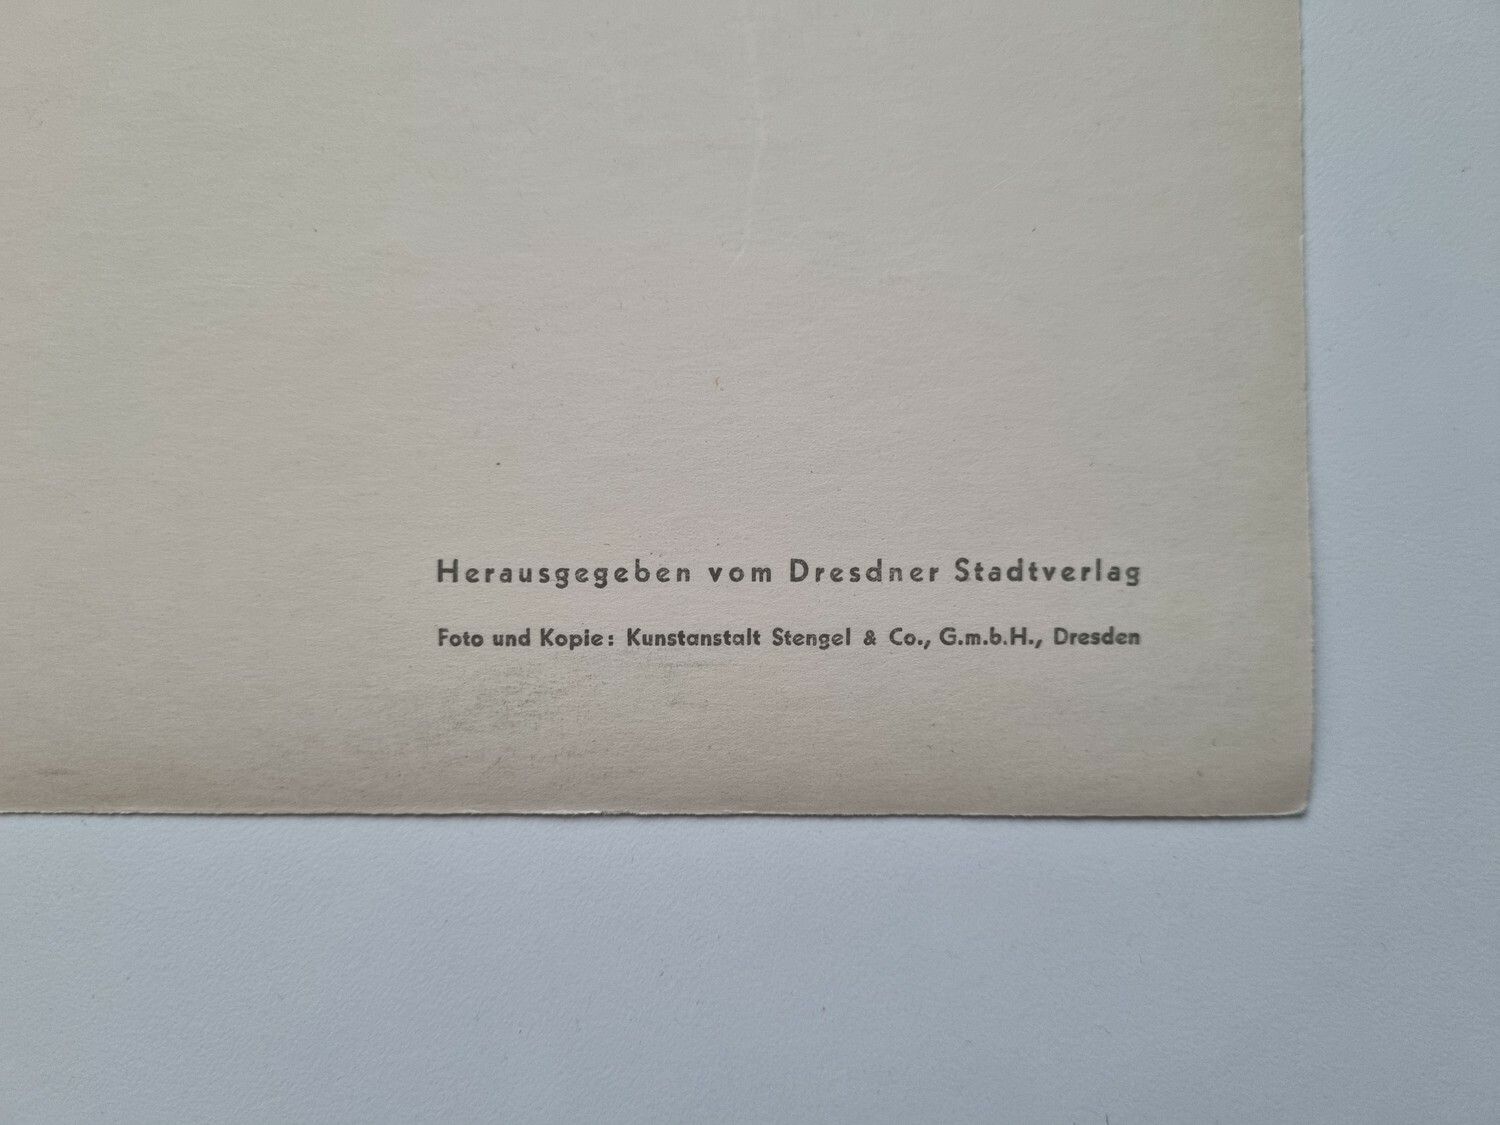 Herausgegeben vom Dresdner Stadtverlag
Foto und Kopie: Kunstanstalt Stengel & Co., G.m.b.H., Dresden